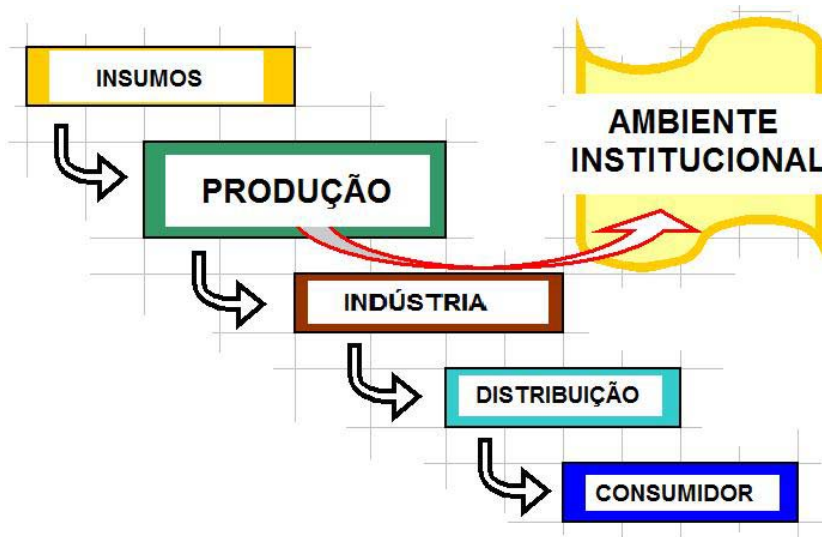 INSUMOS
AMBIENTE
INSTITUCIONAL
PRODUÇÃO
INDÚSTRIA
DISTRIBUIÇÃO
CONSUMIDOR